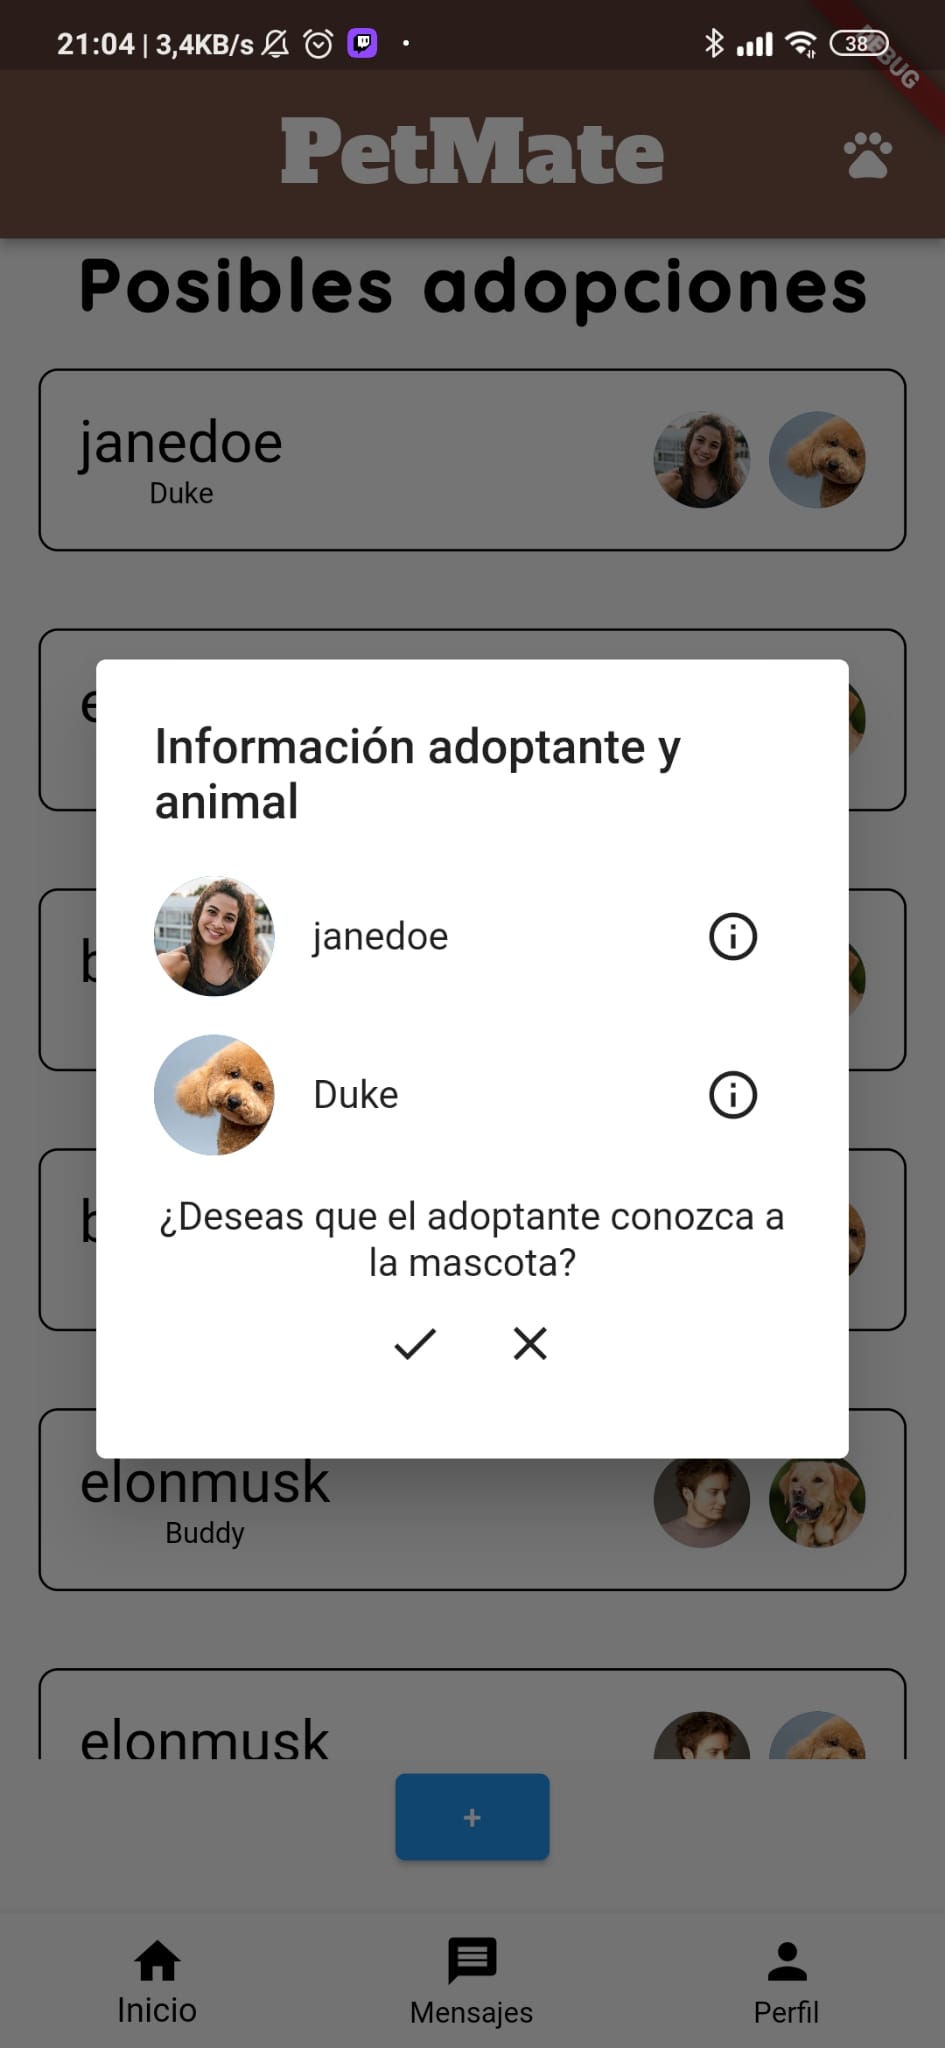 21:04 | 3,4KB/s
38
DEBUG
PetMate
Posibles adopciones
janedoe
Duke
e
Información adoptante y
animal
janedoe
b
Duke
b
¿Deseas que el adoptante conozca a
la mascota?
elonmusk
Buddy
elonmusk
+
Inicio
Mensajes
Perfil